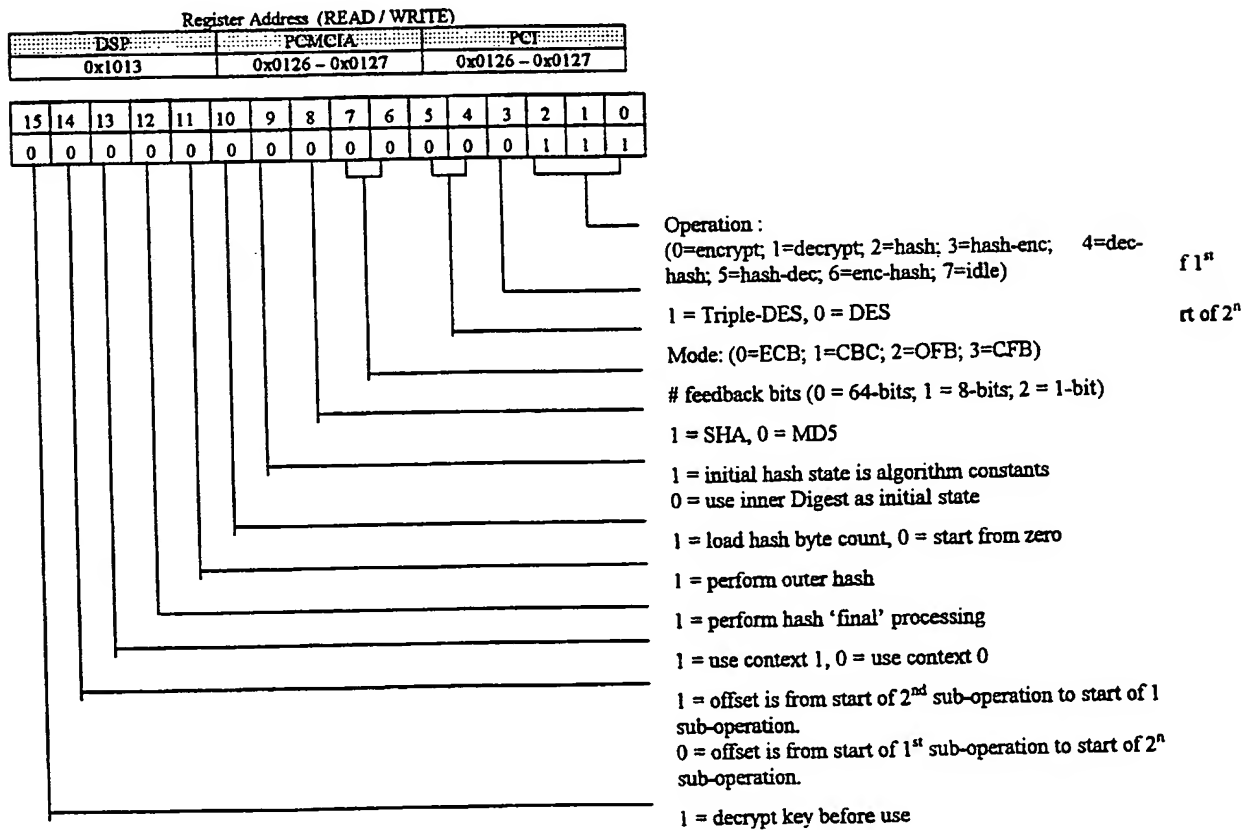 Register Address (READ / WRITE)
DSP PCMCIA PCI
0x1013 0x0126 – 0x0127 0x0126 – 0x0127
15 14 13 12 11 10 9 8 7 6 5 4 3 2 1 0
0 0 0 0 0 0 0 0 0 0 0 0 0 1 1 1
Operation :
(0=encrypt; 1=decrypt; 2=hash; 3=hash-enc; 4=dec-
hash; 5=hash-dec; 6=enc-hash; 7=idle)
f 1st
1 = Triple-DES, 0 = DES
rt of 2n
Mode: (0=ECB; 1=CBC; 2=OFB; 3=CFB)
# feedback bits (0 = 64-bits; 1 = 8-bits; 2 = 1-bit)
1 = SHA, 0 = MD5
1 = initial hash state is algorithm constants
0 = use inner Digest as initial state
1 = load hash byte count, 0 = start from zero
1 = perform outer hash
1 = perform hash ‘final’ processing
1 = use context 1, 0 = use context 0
1 = offset is from start of 2nd sub-operation to start of 1
sub-operation.
0 = offset is from start of 1st sub-operation to start of 2n
sub-operation.
1 = decrypt key before use